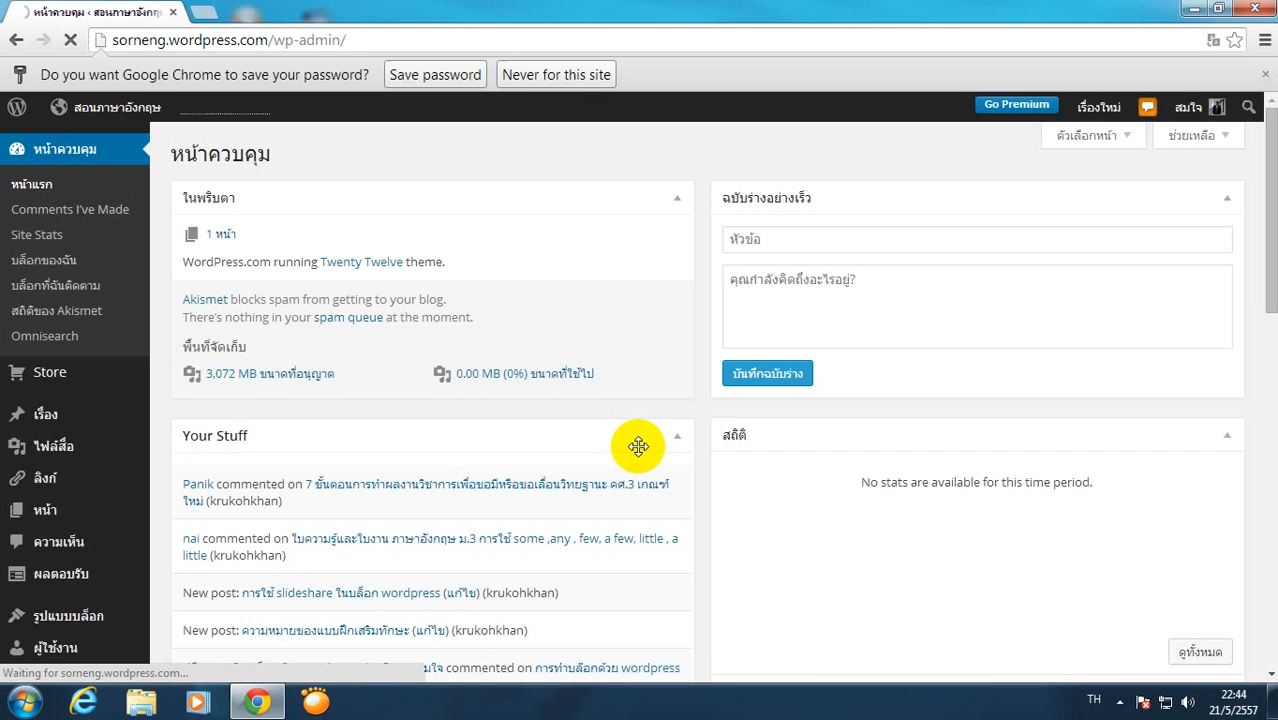 หน้าควบคุม ‹ สอนภาษาอังกฤษ
sorneng.wordpress.com/wp-admin/
Do you want Google Chrome to save your password?
Save password
Never for this site
สอนภาษาอังกฤษ
Go Premium
เรื่องใหม่
สมใจ
หน้าควบคุม
หน้าแรก
Comments I've Made
Site Stats
บล็อกของฉัน
บล็อกที่ฉันติดตาม
สถิติของ Akismet
Omnisearch
Store
เรื่อง
ไฟล์สื่อ
ลิงก์
หน้า
ความเห็น
ผลตอบรับ
รูปแบบบล็อก
ผู้ใช้งาน
ตัวเลือกหน้า
ช่วยเหลือ
หน้าควบคุม
ในพริบตา
1 หน้า
WordPress.com running Twenty Twelve theme.
Akismet blocks spam from getting to your blog.
There's nothing in your spam queue at the moment.
พื้นที่จัดเก็บ
3,072 MB ขนาดที่อนุญาต
0.00 MB (0%) ขนาดที่ใช้ไป
Your Stuff
Panik commented on 7 ขั้นตอนการทำผลงานวิชาการเพื่อขอมีหรือขอเลื่อนวิทยฐานะ คศ.3 เกณฑ์
ใหม่ (krukohkhan)
nai commented on ใบความรู้และใบงาน ภาษาอังกฤษ ม.3 การใช้ some ,any , few, a few, little , a
little (krukohkhan)
New post: การใช้ slideshare ในบล็อก wordpress (แก้ไข) (krukohkhan)
New post: ความหมายของแบบฝึกเสริมทักษะ (แก้ไข) (krukohkhan)
commented on การทำบล๊อกด้วย wordpress
ฉบับร่างอย่างเร็ว
หัวข้อ
คุณกำลังคิดถึงอะไรอยู่?
บันทึกฉบับร่าง
สถิติ
No stats are available for this time period.
ดูทั้งหมด
Waiting for sorneng.wordpress.com...
TH
22:44
21/5/2557